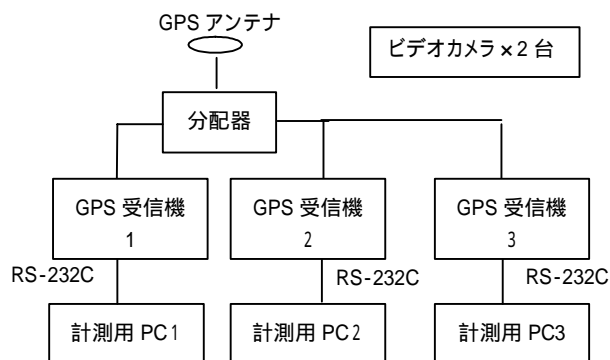 GPS アンテナ
ビデオカメラ×2 台
分配器
GPS 受信機
1
GPS 受信機
2
GPS 受信機
3
RS-232C
RS-232C
RS-232C
計測用 PC1
計測用 PC2
計測用 PC3